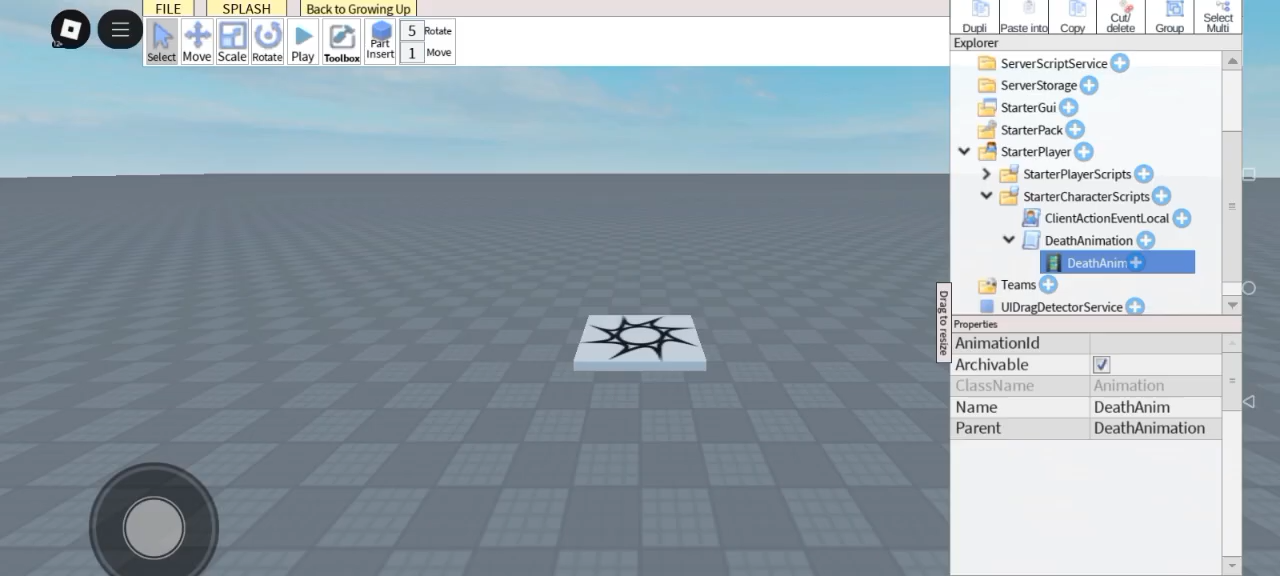 FILE
SPLASH
Back to Growing Up
Select
Move
Scale
Rotate
Play
Toolbox
Part
Insert
5 Rotate
1 Move
Dupli
Paste into
Copy
Cut/
delete
Group
Select
Multi
Explorer
ServerScriptService
ServerStorage
StarterGui
StarterPack
StarterPlayer
StarterPlayerScripts
StarterCharacterScripts
ClientActionEventLocal
DeathAnimation
DeathAnim
Teams
UIDragDetectorService
Drag to resize
Properties
AnimationId
Archivable
ClassName Animation
Name DeathAnim
Parent DeathAnimation